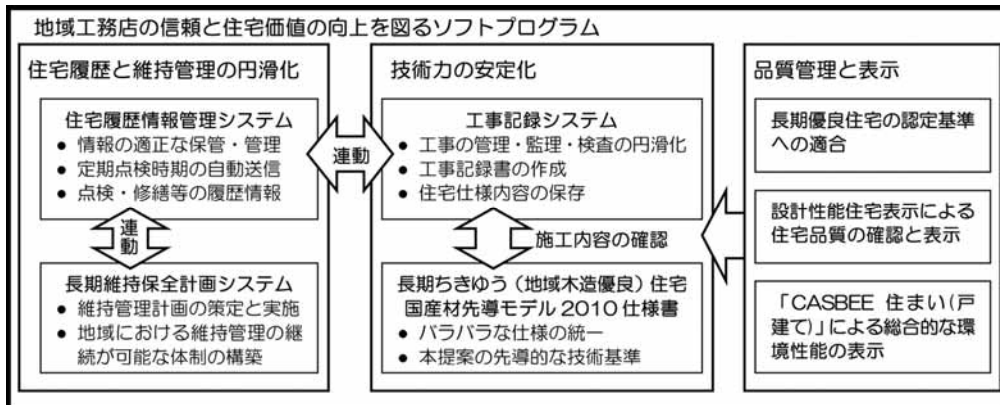 地域工務店の信頼と住宅価値の向上を図るソフトプログラム
住宅履歴と維持管理の円滑化
住宅履歴情報管理システム
● 情報の適正な保管・管理
● 定期点検時期の自動送信
● 点検・修繕等の履歴情報
連動
長期維持保全計画システム
● 維持管理計画の策定と実施
● 地域における維持管理の継
続が可能な体制の構築
連動
技術力の安定化
工事記録システム
● 工事の管理・監理・検査の円滑化
● 工事記録書の作成
● 住宅仕様内容の保存
施工内容の確認
長期ちきゆう(地域木造優良)住宅
国産材先導モデル2010仕様書
● バラバラな仕様の統一
● 本提案の先導的な技術基準
品質管理と表示
長期優良住宅の認定基準
への適合
設計性能住宅表示による
住宅品質の確認と表示
「CASBEE 住まい(戸
建て)」による総合的な環
境性能の表示